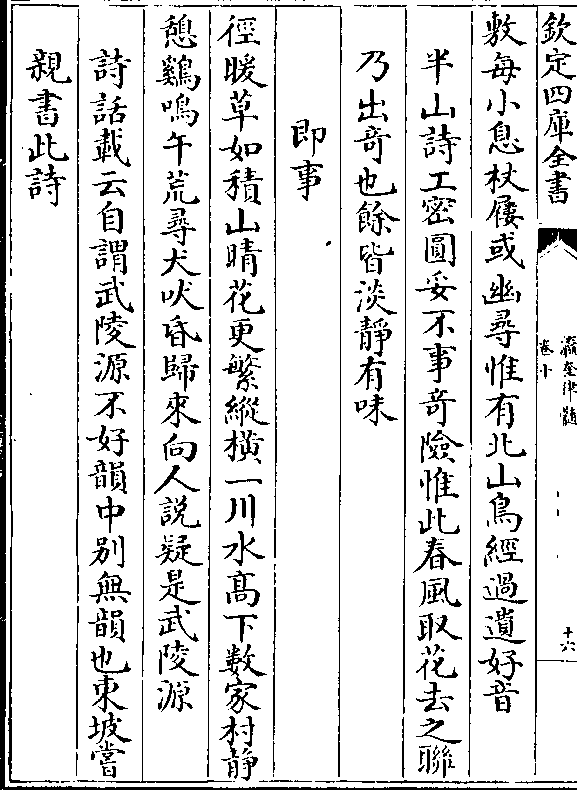 欽定四庫全書
瀛奎律髓
卷十
十六
敷每小息杖屨或幽尋惟有北山鳥經過遺好音
半山詩工密圓妥不事奇險惟此春風取花去之聯
乃出奇也餘皆淡静有味
即事
徑暖草如積山晴花更繁縱橫一川水髙下數家村静
憩鷄鳴午荒尋犬吠昏歸來向人說疑是武陵源
詩話載云自謂武陵源不好韻中别無韻也東坡嘗
親書此詩